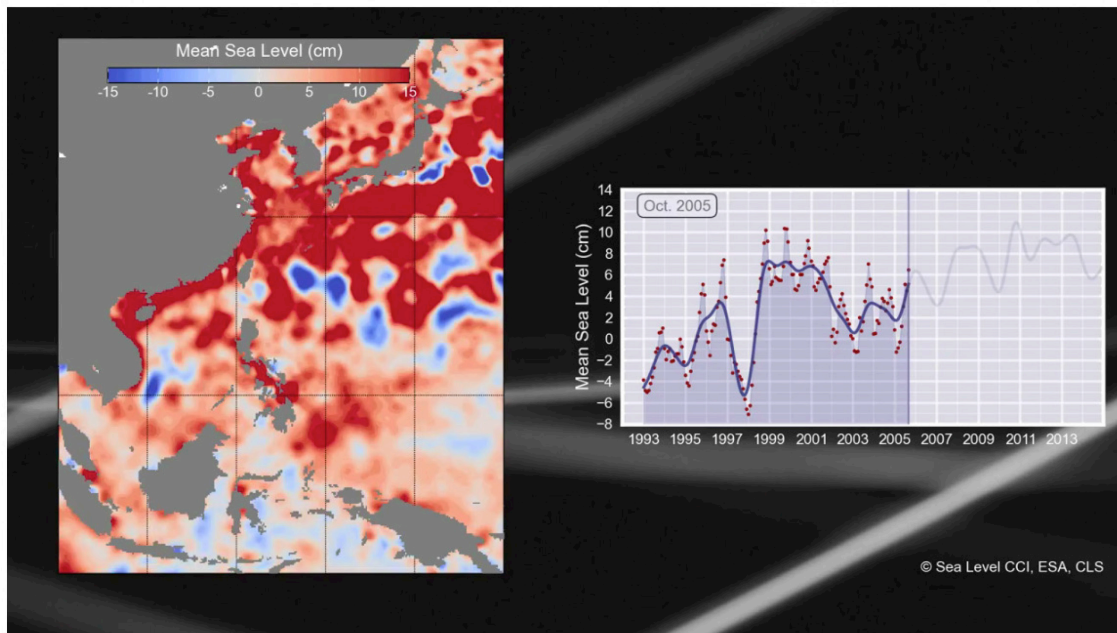 Mean Sea Level (cm)
-15 -10 -5 0 5 10 15
Oct. 2005
Mean Sea Level (cm)
14
12
10
8
6
4
2
0
−2
−4
−6
−8
1993 1995 1997 1999 2001 2003 2005 2007 2009 2011 2013
© Sea Level CCI, ESA, CLS